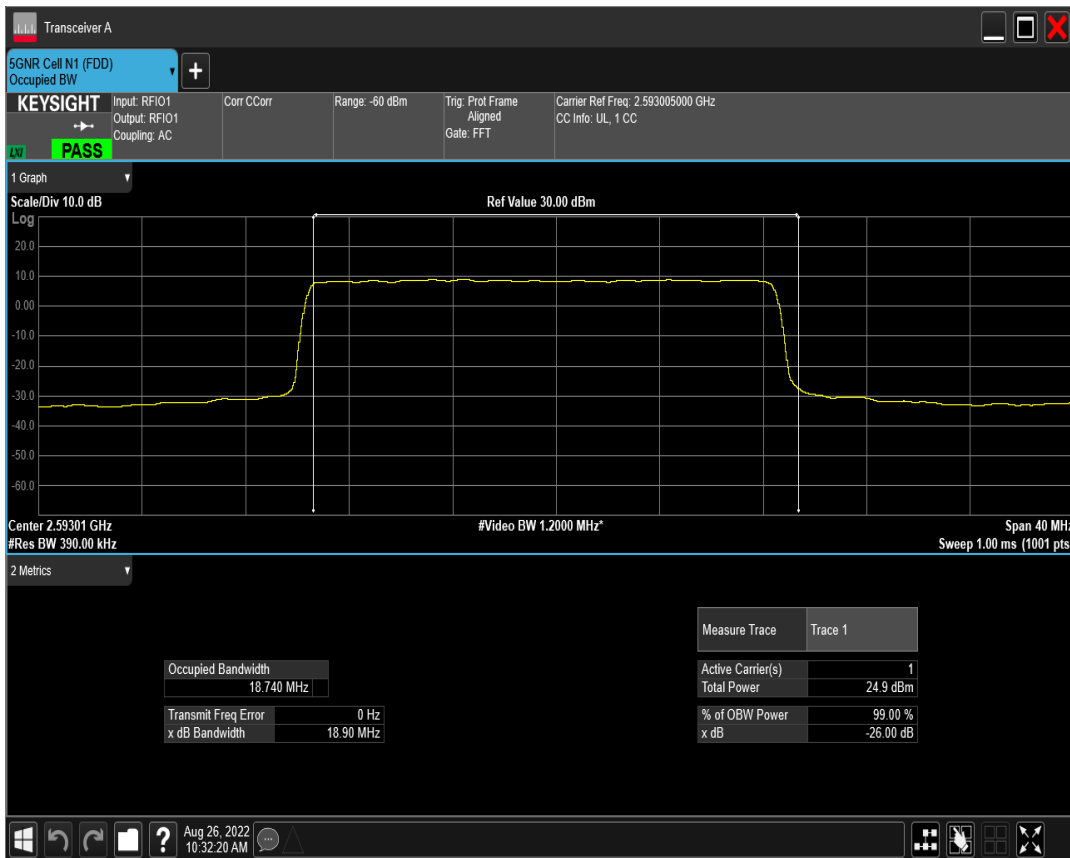 Transceiver A
5GNR Cell N1 (FDD)
Occupied BW
+
KEYSIGHT
LXI
PASS
Input: RFIO1
Output: RFIO1
Coupling: AC
Corr CCorr
Range: -60 dBm
Trig: Prot Frame
Aligned
Gate: FFT
Carrier Ref Freq: 2.593005000 GHz
CC Info: UL, 1 CC
1 Graph
Scale/Div 10.0 dB
Ref Value 30.00 dBm
Log
20.0
10.0
0.00
-10.0
-20.0
-30.0
-40.0
-50.0
-60.0
Center 2.59301 GHz
#Video BW 1.2000 MHz*
Span 40 MHz
#Res BW 390.00 kHz
Sweep 1.00 ms (1001 pts
2 Metrics
Measure Trace Trace 1
Occupied Bandwidth
18.740 MHz
Active Carrier(s) 1
Total Power 24.9 dBm
Transmit Freq Error 0 Hz
x dB Bandwidth 18.90 MHz
% of OBW Power 99.00 %
x dB -26.00 dB
?
Aug 26, 2022
10:32:20 AM